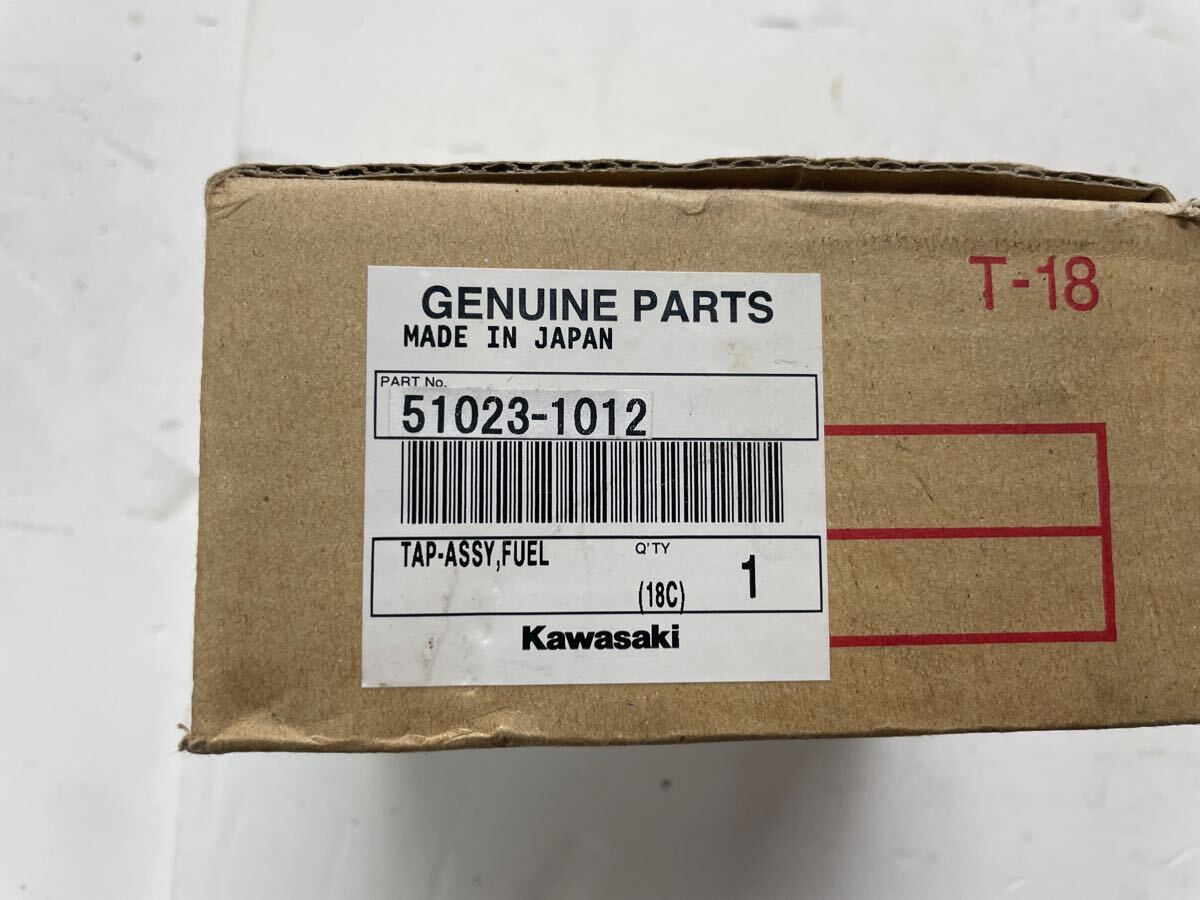 T-18
GENUINE PARTS
MADE IN JAPAN
PART No.
51023-1012
TAP-ASSY,FUEL
Q'TY
(18C)
1
Kawasaki